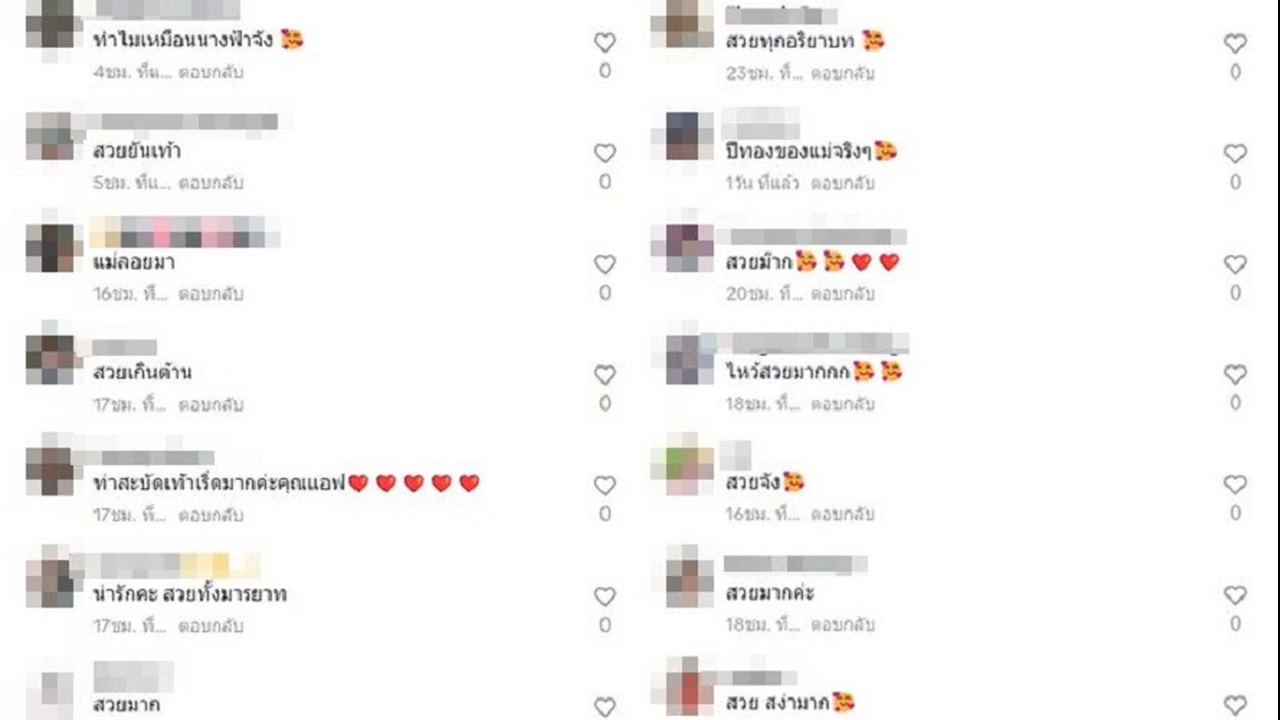 ทำไมเหมือนนางฟ้าจัง 🥰
4ชม. ที่แ... ตอบกลับ
0
สวยยันเท้า
5ชม. ที่แ... ตอบกลับ
0
แม่ลอยมา
16ชม. ที่... ตอบกลับ
0
สวยเกินต้าน
17ชม. ที่... ตอบกลับ
0
ท่าสะบัดเท้าเริ่ดมากค่ะคุณแอฟ❤️❤️❤️❤️❤️
17ชม. ที่... ตอบกลับ
0
น่ารักคะ สวยทั้งมารยาท
17ชม. ที่... ตอบกลับ
0
สวยมาก
สวยทุกอริยาบท 🥰
23ชม. ที่... ตอบกลับ
0
ปีทองของแม่จริงๆ🥰
1วัน ที่แล้ว ตอบกลับ
0
สวยม๊าก🥰🥰❤️❤️
20ชม. ที่... ตอบกลับ
0
ไหว้สวยมากกก🥰🥰
18ชม. ที่... ตอบกลับ
0
สวยจัง🥰
16ชม. ที่... ตอบกลับ
0
สวยมากค่ะ
18ชม. ที่... ตอบกลับ
0
สวย สง่ามาก🥰